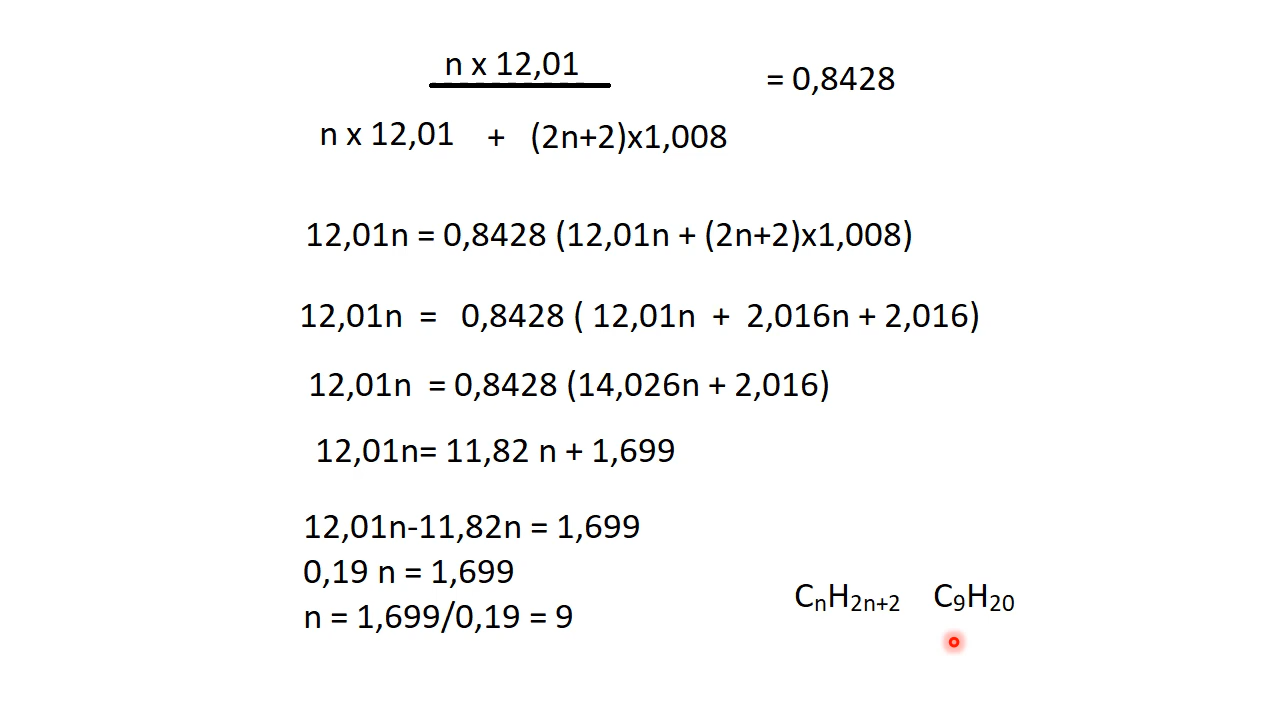 n x 12,01
= 0,8428
n x 12,01 + (2n+2)x1,008
12,01n = 0,8428 (12,01n + (2n+2)x1,008)
12,01n = 0,8428 ( 12,01n + 2,016n + 2,016)
12,01n = 0,8428 (14,026n + 2,016)
12,01n= 11,82 n + 1,699
12,01n-11,82n = 1,699
0,19 n = 1,699
n = 1,699/0,19 = 9
CₙH₂ₙ₊₂ C₉H₂₀